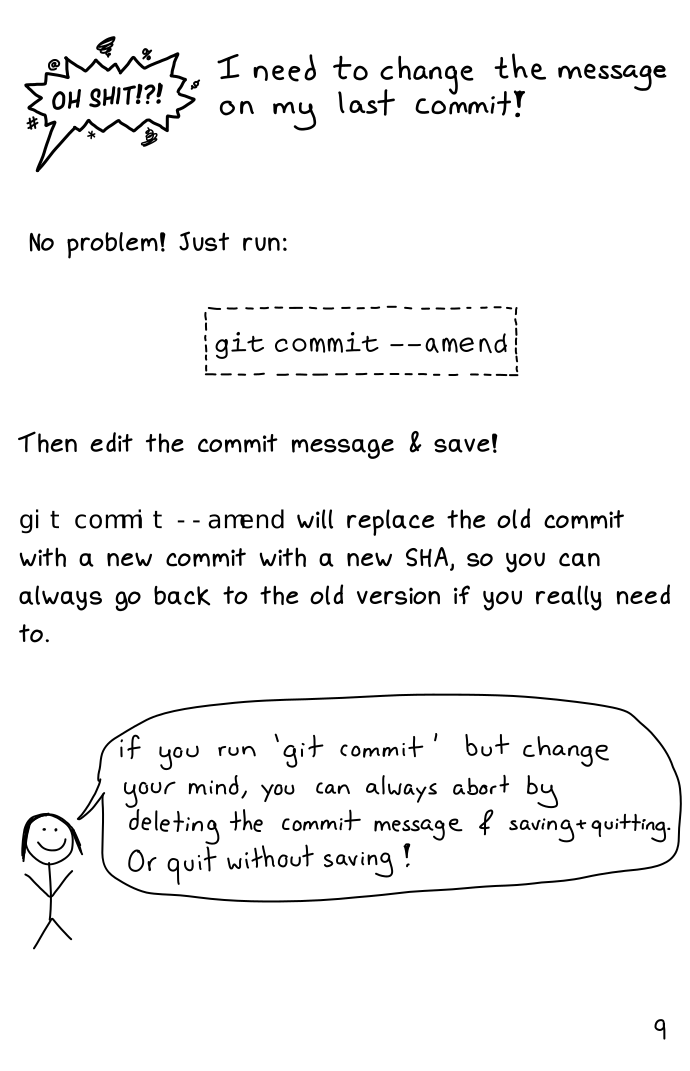 OH SHIT!?!
@ % # *
I need to change the message
on my last commit!
No problem! Just run:
git commit --amend
Then edit the commit message & save!
git commit --amend will replace the old commit
with a new commit with a new SHA, so you can
always go back to the old version if you really need
to.
if you run 'git commit' but change
your mind, you can always abort by
deleting the commit message & saving+quitting.
Or quit without saving!
9